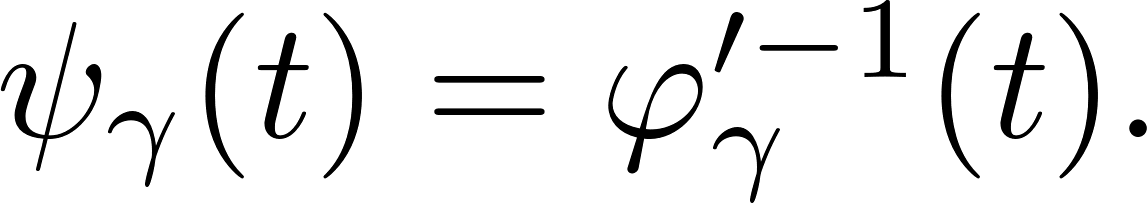 ψ_γ(t) = φ′_γ^{−1}(t).